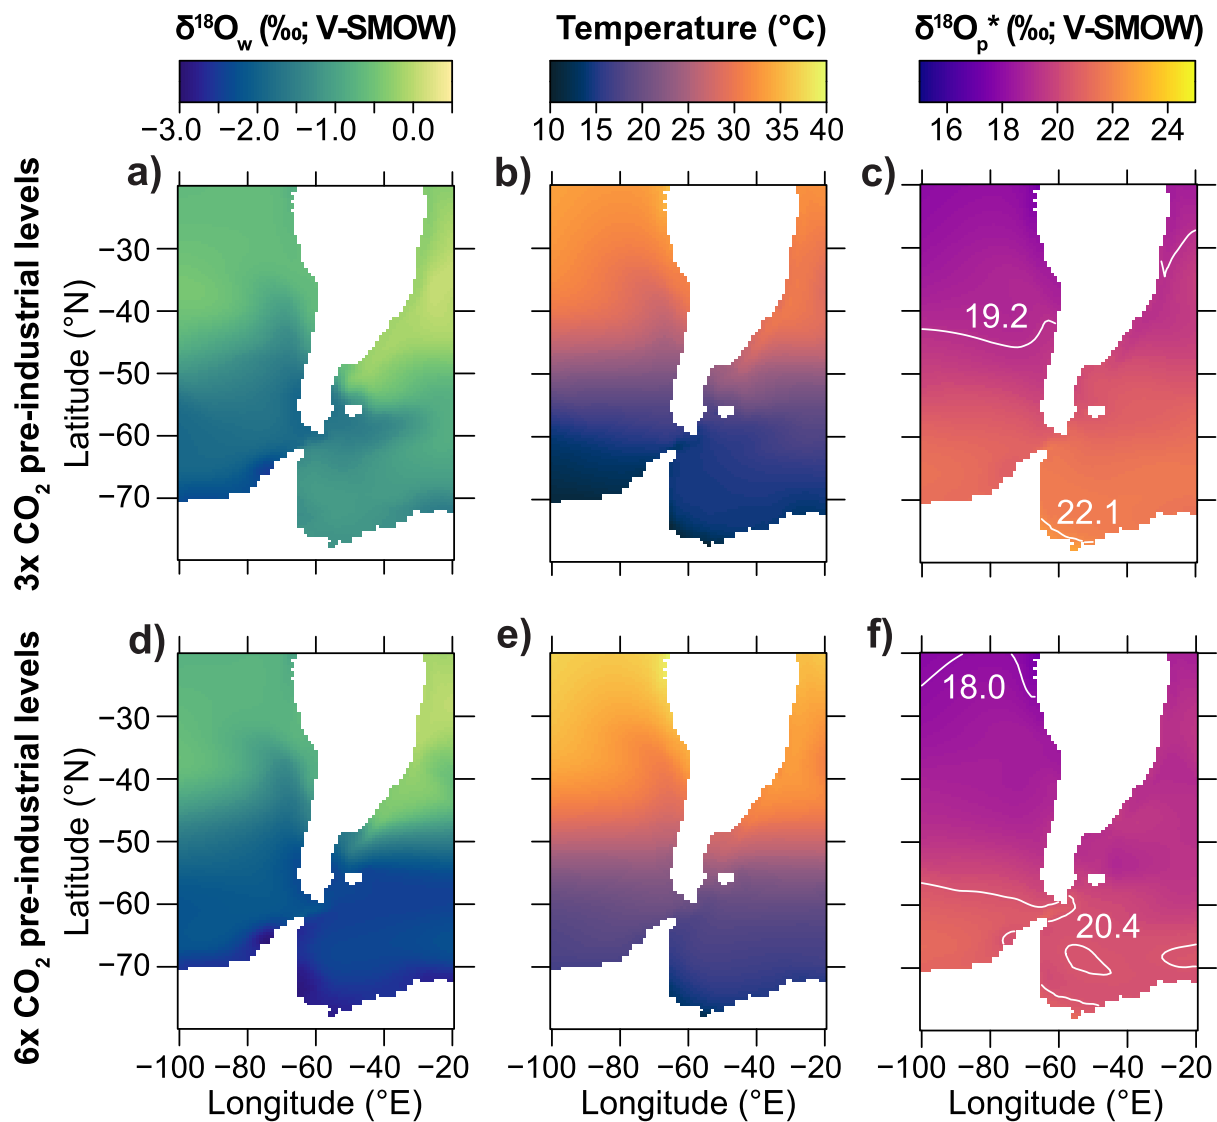 δ¹⁸Ow (‰; V-SMOW) Temperature (°C) δ¹⁸Op* (‰; V-SMOW)
−3.0 −2.0 −1.0 0.0 10 15 20 25 30 35 40 16 18 20 22 24
3x CO₂ pre-industrial levels
a) b) c)
Latitude (°N)
−30
−40
−50
−60
−70
19.2
22.1
6x CO₂ pre-industrial levels
d) e) f)
Latitude (°N)
−30
−40
−50
−60
−70
18.0
20.4
−100 −80 −60 −40 −20 −100 −80 −60 −40 −20 −100 −80 −60 −40 −20
Longitude (°E) Longitude (°E) Longitude (°E)